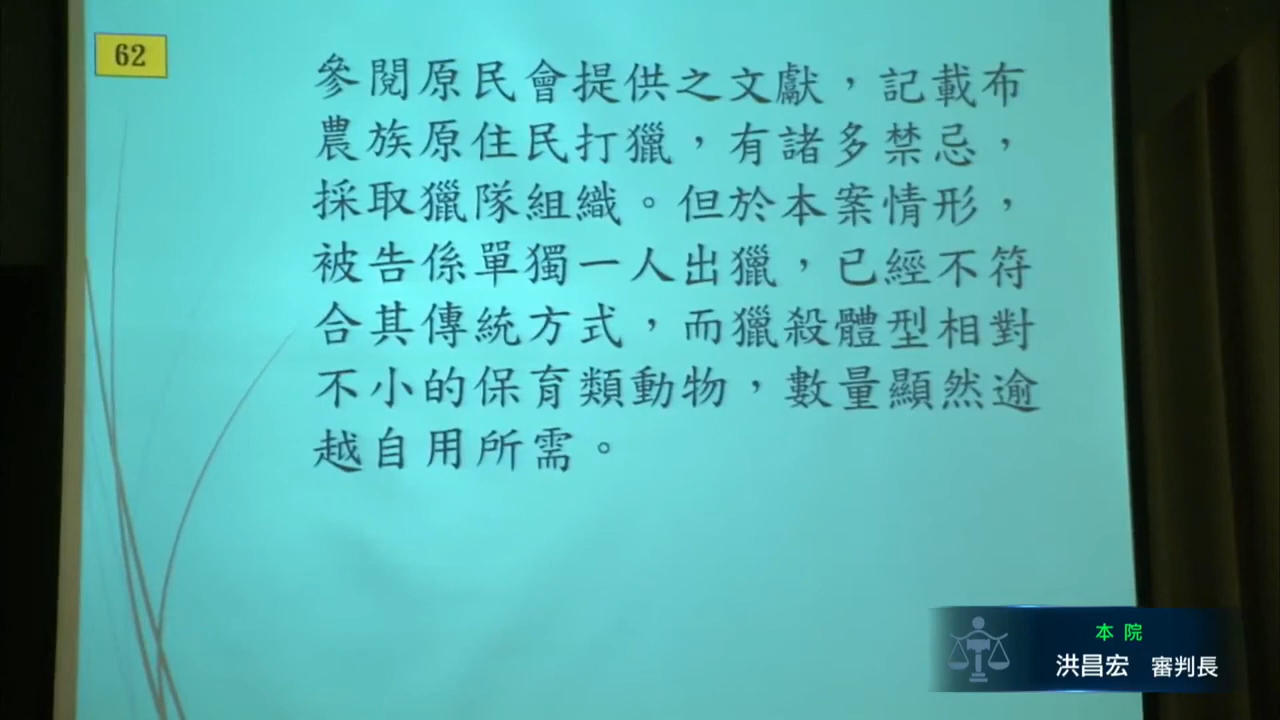 62
參閱原民會提供之文獻，記載布
農族原住民打獵，有諸多禁忌，
採取獵隊組織。但於本案情形，
被告係單獨一人出獵，已經不符
合其傳統方式，而獵殺體型相對
不小的保育類動物，數量顯然逾
越自用所需。
本院
洪昌宏 審判長